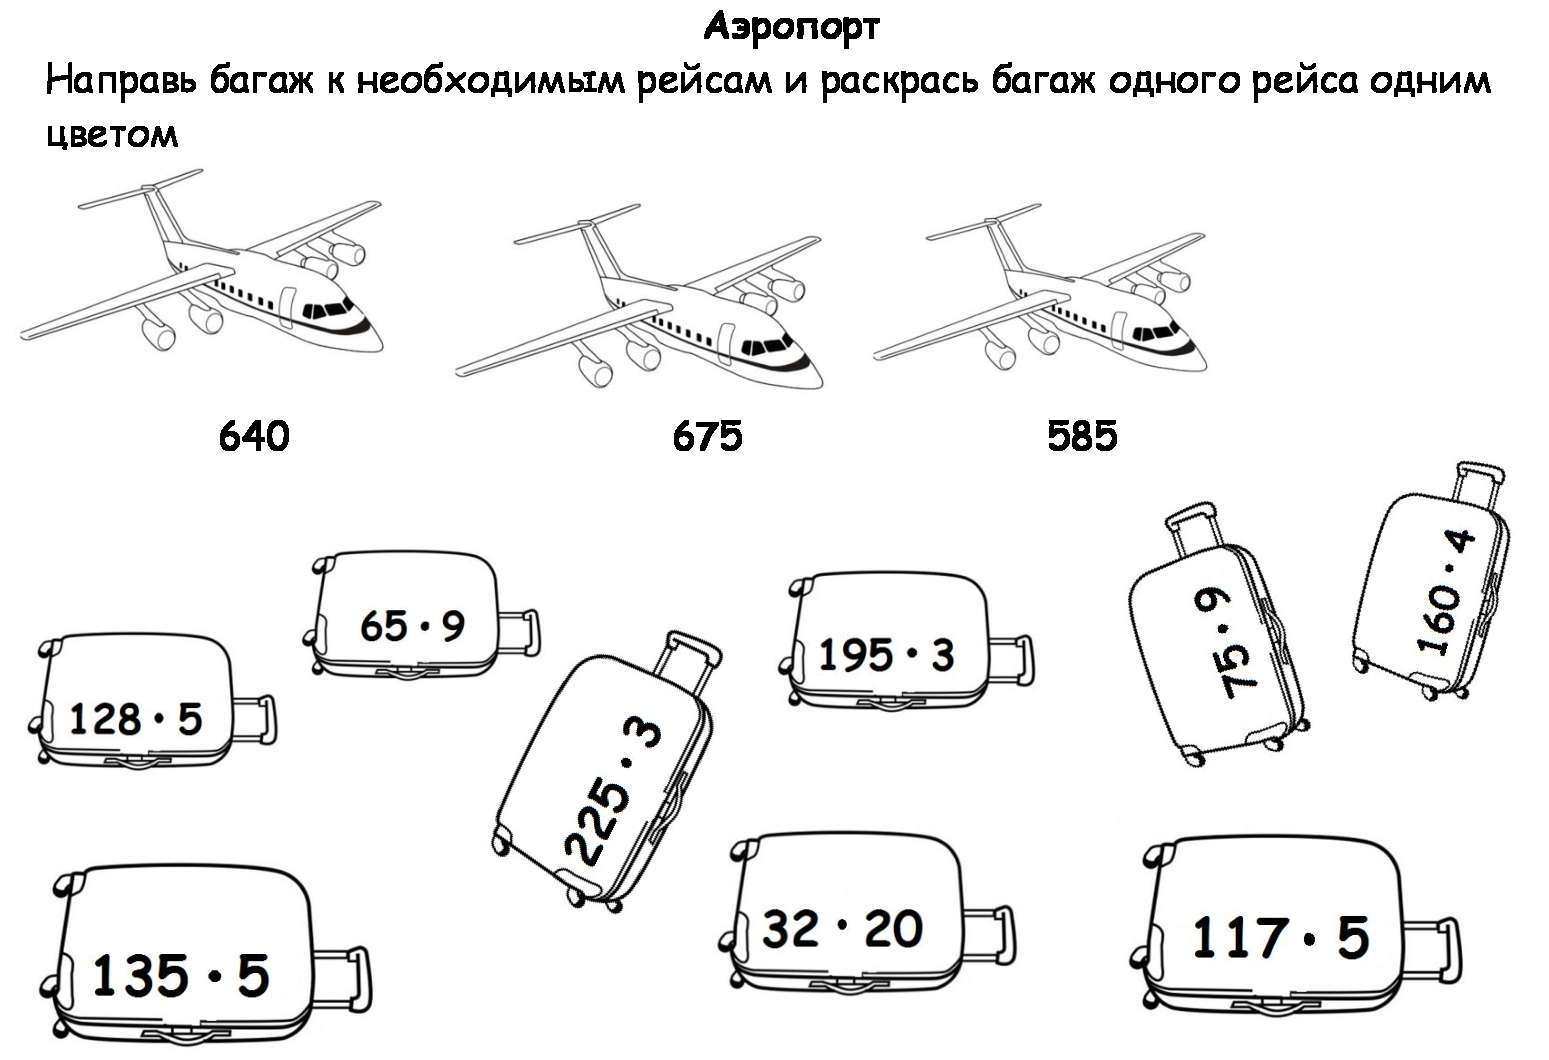 Аэропорт
Направь багаж к необходимым рейсам и раскрась багаж одного рейса одним
цветом
640
675
585
65 · 9
195 · 3
75 · 9
160 · 4
128 · 5
225 · 3
135 · 5
32 · 20
117 · 5